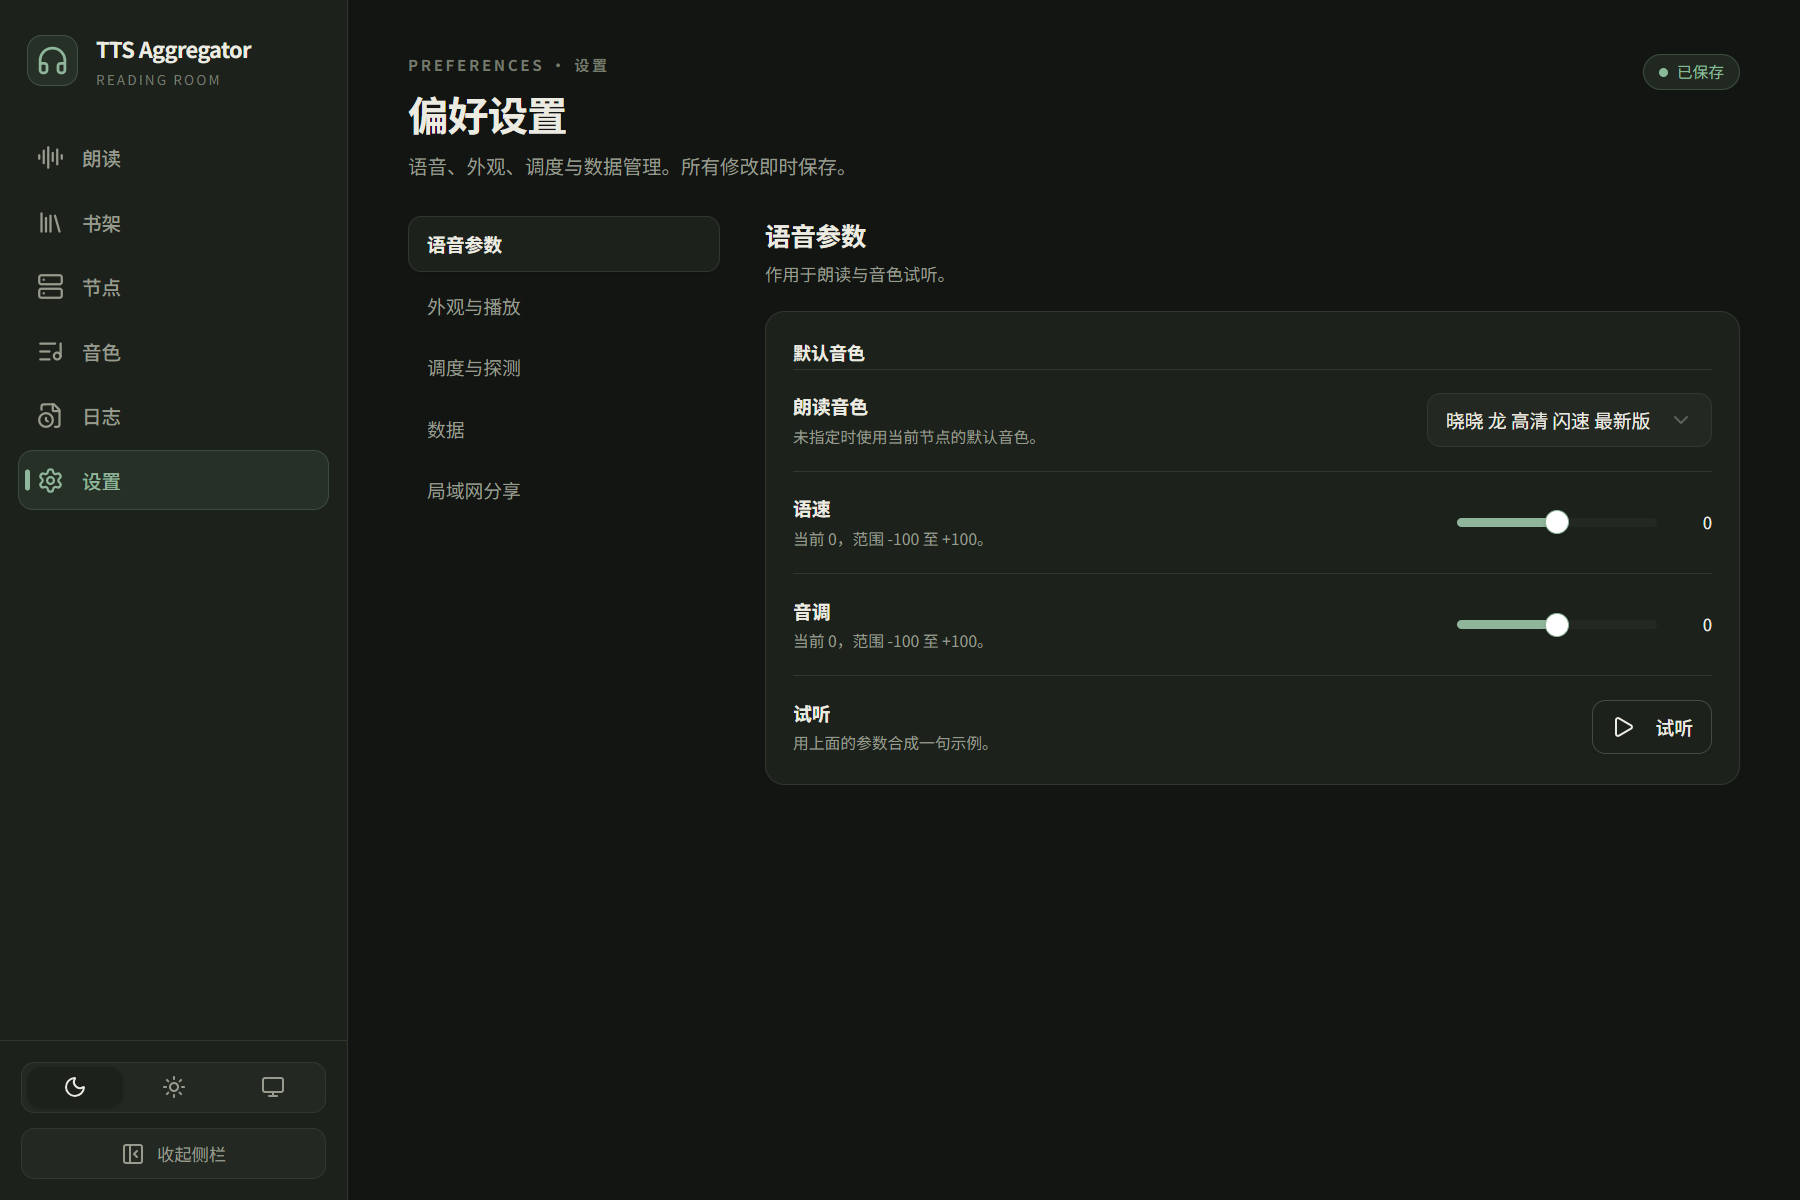 TTS Aggregator
READING ROOM
朗读
书架
节点
音色
日志
设置
收起侧栏
PREFERENCES • 设置
偏好设置
语音、外观、调度与数据管理。所有修改即时保存。
已保存
语音参数
外观与播放
调度与探测
数据
局域网分享
语音参数
作用于朗读与音色试听。
默认音色
朗读音色
未指定时使用当前节点的默认音色。
晓晓 龙 高清 闪速 最新版
语速
当前 0，范围 -100 至 +100。
0
音调
当前 0，范围 -100 至 +100。
0
试听
用上面的参数合成一句示例。
试听